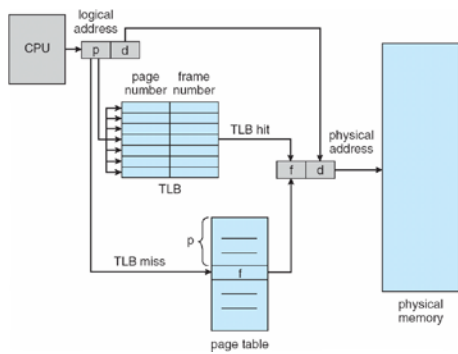 logical
address
CPU
p d
page
number
frame
number
TLB hit
physical
address
TLB
f d
p
TLB miss
f
physical
memory
page table